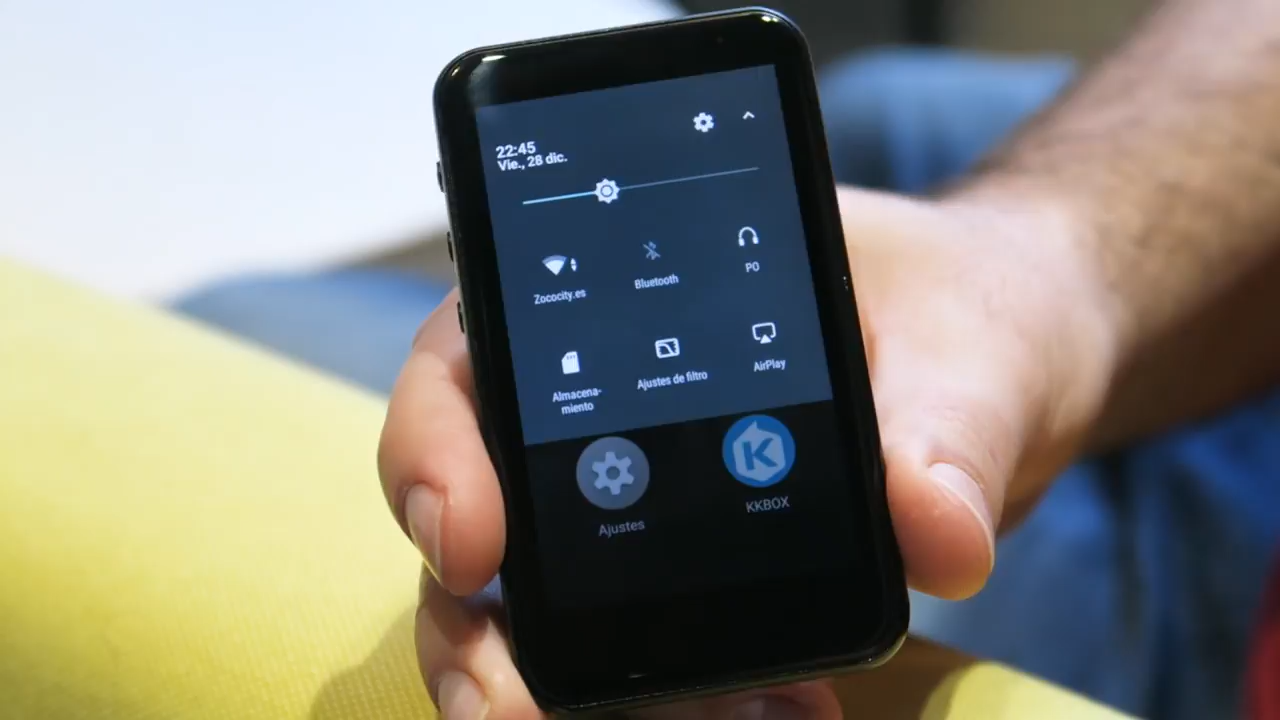 22:45
Vie., 28 dic.
Zococity.es
Bluetooth
PO
Almacena-
miento
Ajustes de filtro
AirPlay
K
Ajustes
KKBOX